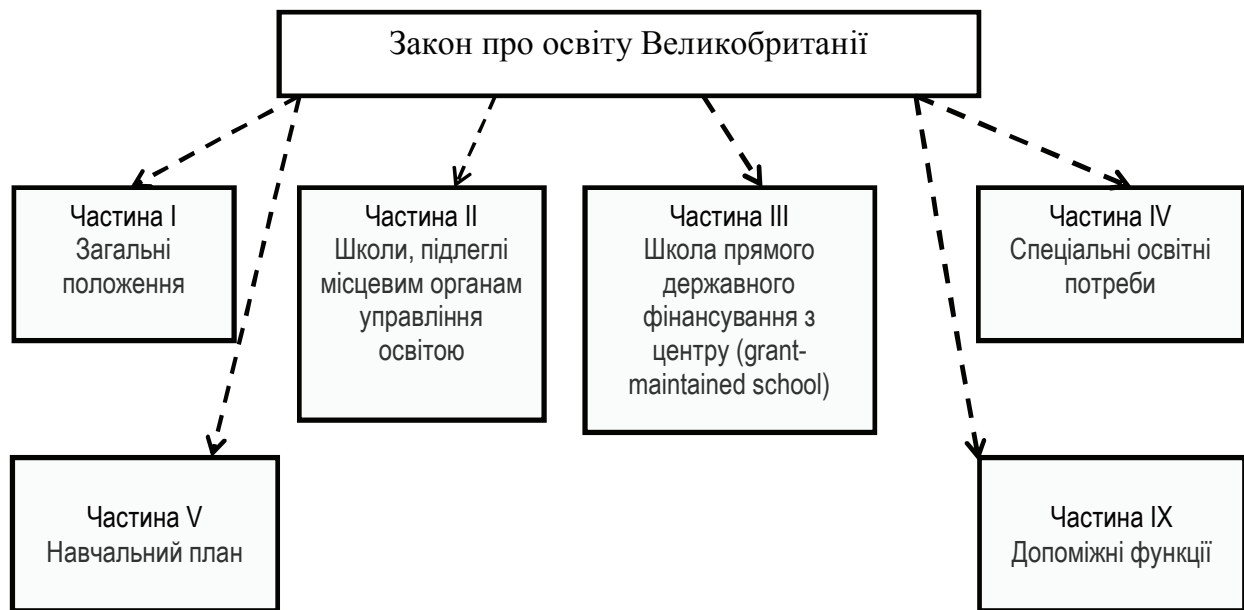 Закон про освіту Великобританії
Частина I
Загальні
положення
Частина II
Школи, підлеглі
місцевим органам
управління
освітою
Частина III
Школа прямого
державного
фінансування з
центру (grant-
maintained school)
Частина IV
Спеціальні освітні
потреби
Частина V
Навчальний план
Частина IX
Допоміжні функції